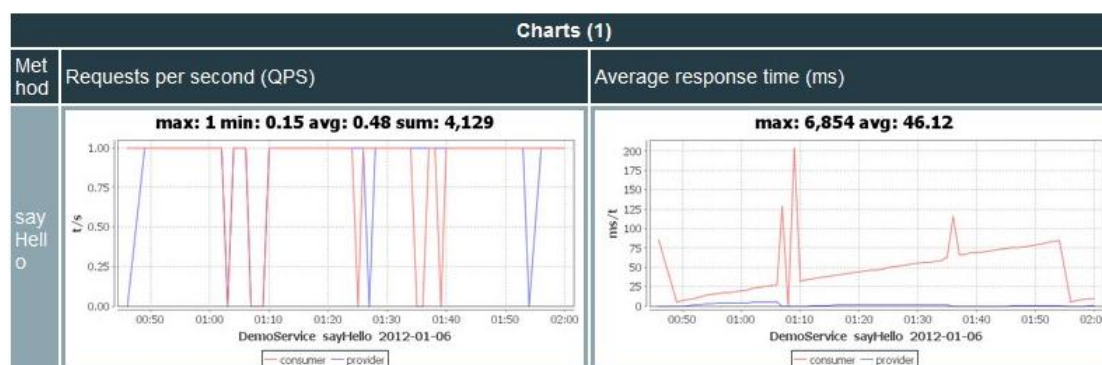 Charts (1)
Met
hod
Requests per second (QPS)
Average response time (ms)
say
Hell
o
max: 1 min: 0.15 avg: 0.48 sum: 4,129
1.00
0.75
0.50
0.25
0.00
t/s
00:50 01:00 01:10 01:20 01:30 01:40 01:50 02:00
DemoService sayHello 2012-01-06
consumer provider
max: 6,854 avg: 46.12
200
175
150
125
100
75
50
25
0
ms/t
00:50 01:00 01:10 01:20 01:30 01:40 01:50 02:0
DemoService sayHello 2012-01-06
consumer provider